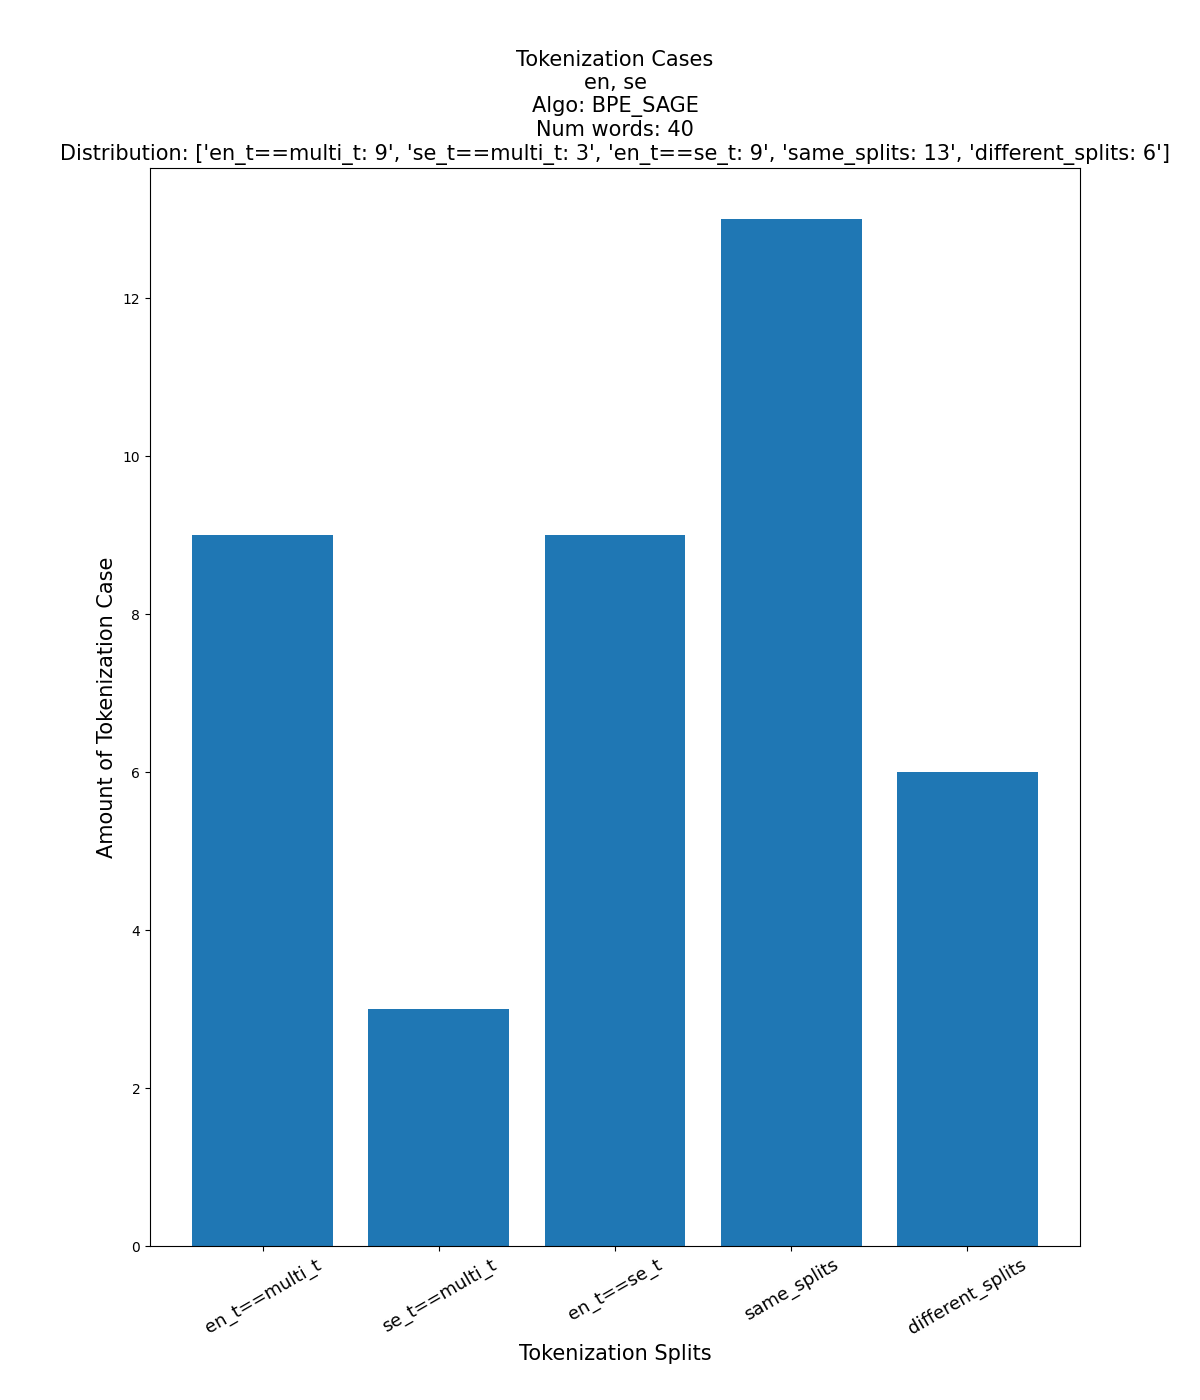 Tokenization Cases
en, se
Algo: BPE_SAGE
Num words: 40
Distribution: ['en_t==multi_t: 9', 'se_t==multi_t: 3', 'en_t==se_t: 9', 'same_splits: 13', 'different_splits: 6']
12
10
8
6
4
2
0
Amount of Tokenization Case
en_t==multi_t
se_t==multi_t
en_t==se_t
same_splits
different_splits
Tokenization Splits